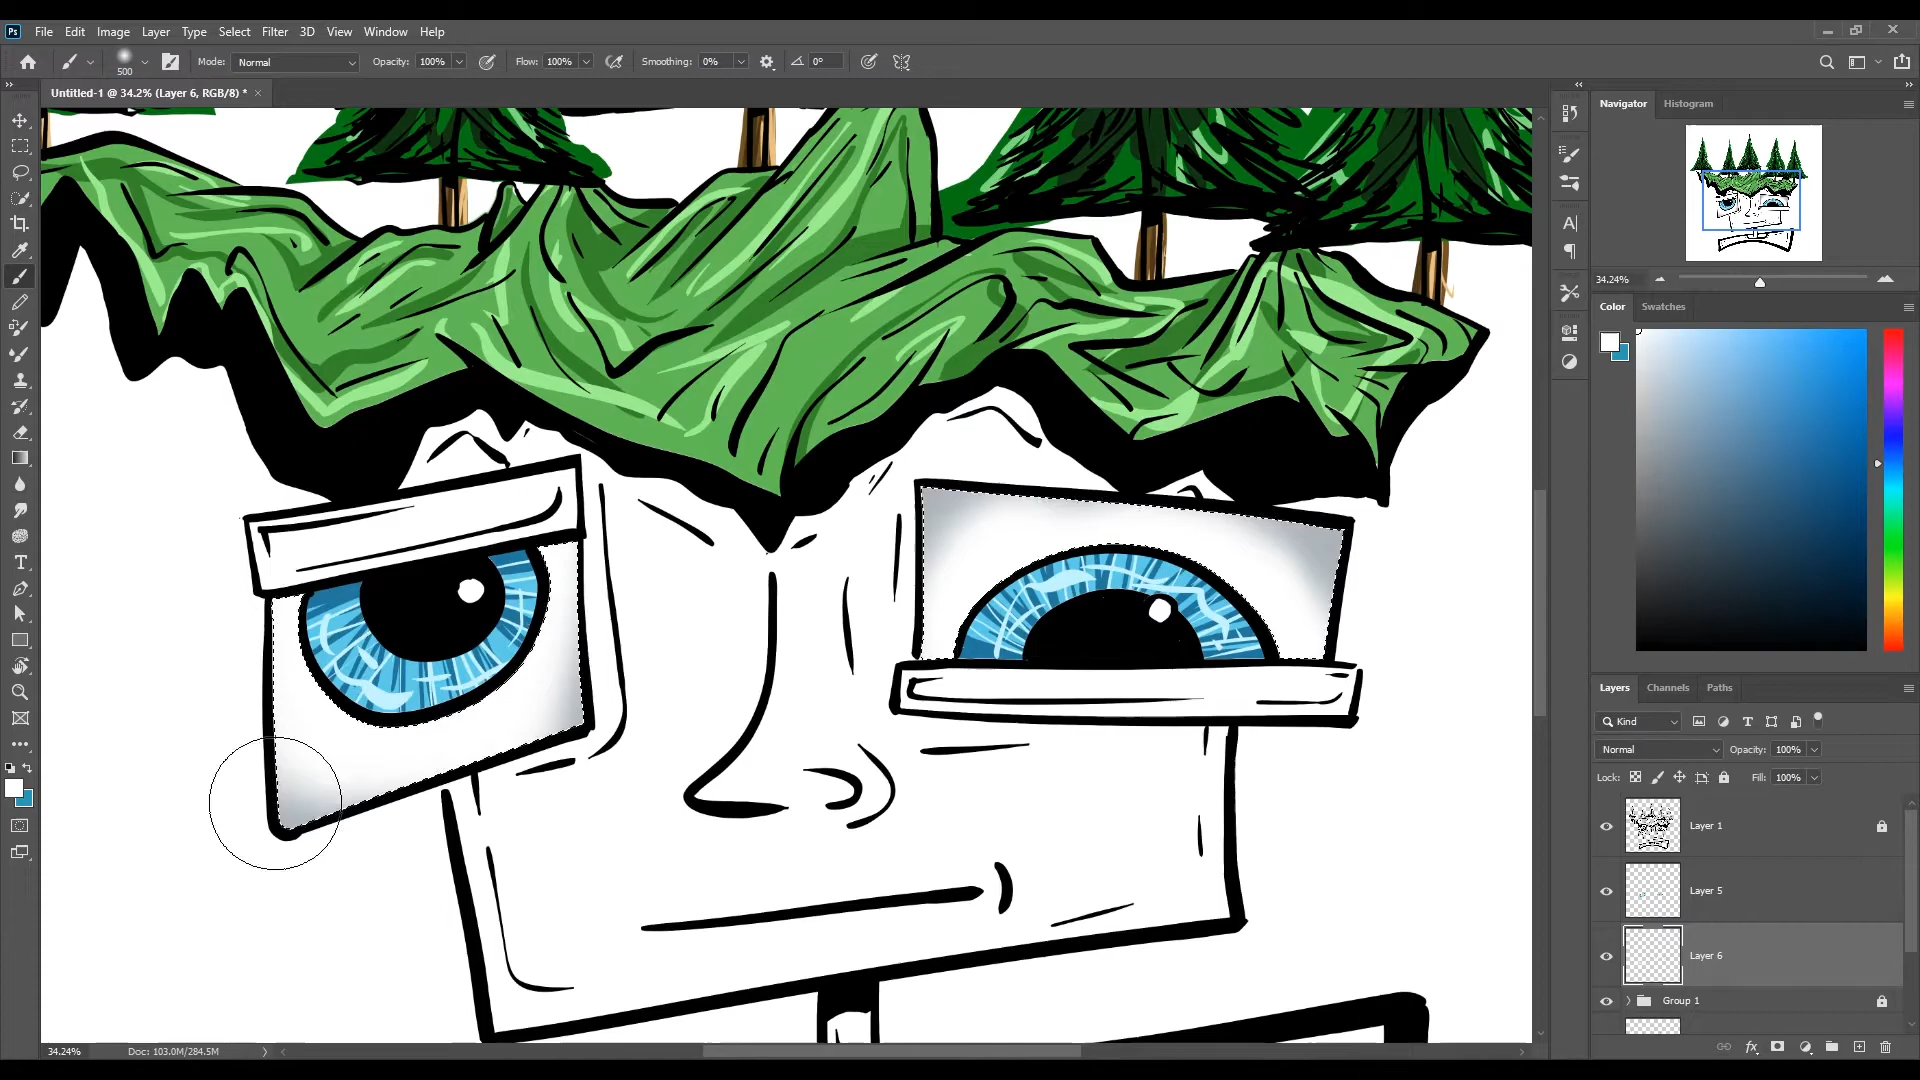 Ps File Edit Image Layer Type Select Filter 3D View Window Help
500 Mode: Normal Opacity: 100% Flow: 100% Smoothing: 0% 0°
Untitled-1 @ 34.2% (Layer 6, RGB/8) * ×
Navigator Histogram
34.24%
Color Swatches
Layers Channels Paths
Kind
Normal Opacity: 100%
Lock: Fill: 100%
Layer 1
Layer 5
Layer 6
Group 1
34.24% Doc: 103.0M/284.5M